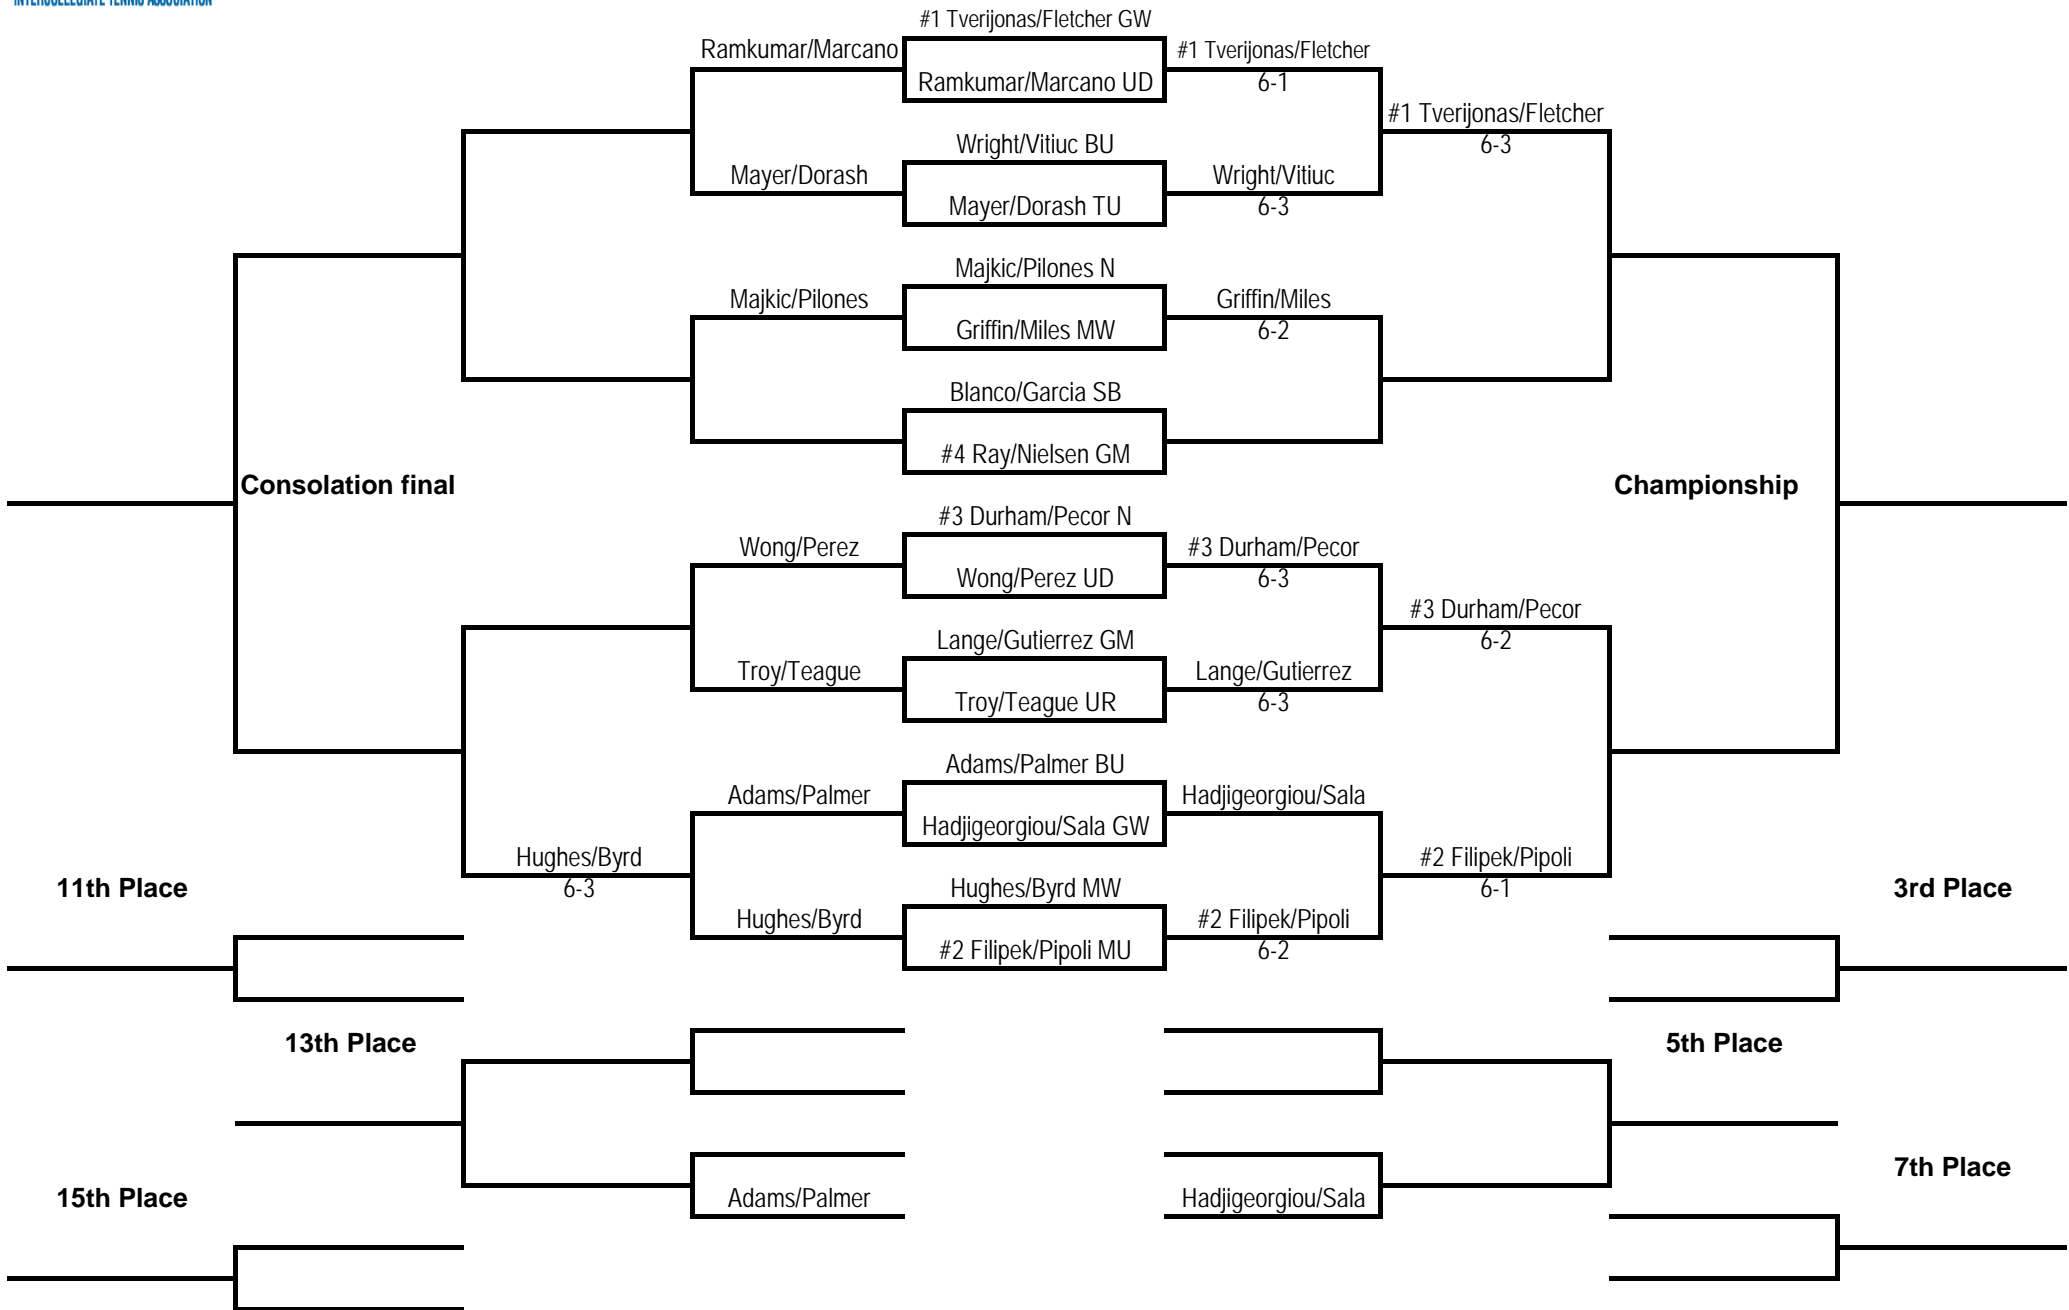 INTERCOLLEGIATE TENNIS ASSOCIATION
#1 Tverijonas/Fletcher GW
Ramkumar/Marcano
#1 Tverijonas/Fletcher
Ramkumar/Marcano UD
6-1
#1 Tverijonas/Fletcher
6-3
Wright/Vitiuc BU
Mayer/Dorash
Wright/Vitiuc
Mayer/Dorash TU
6-3
Majkic/Pilones N
Majkic/Pilones
Griffin/Miles
Griffin/Miles MW
6-2
Blanco/Garcia SB
#4 Ray/Nielsen GM
Consolation final
Championship
#3 Durham/Pecor N
Wong/Perez
#3 Durham/Pecor
Wong/Perez UD
6-3
#3 Durham/Pecor
6-2
Lange/Gutierrez GM
Troy/Teague
Lange/Gutierrez
Troy/Teague UR
6-3
Adams/Palmer BU
Adams/Palmer
Hadjigeorgiou/Sala
Hadjigeorgiou/Sala GW
Hughes/Byrd
6-3
#2 Filipek/Pipoli
6-1
11th Place
Hughes/Byrd MW
3rd Place
Hughes/Byrd
#2 Filipek/Pipoli
#2 Filipek/Pipoli MU
6-2
13th Place
5th Place
7th Place
15th Place
Adams/Palmer
Hadjigeorgiou/Sala